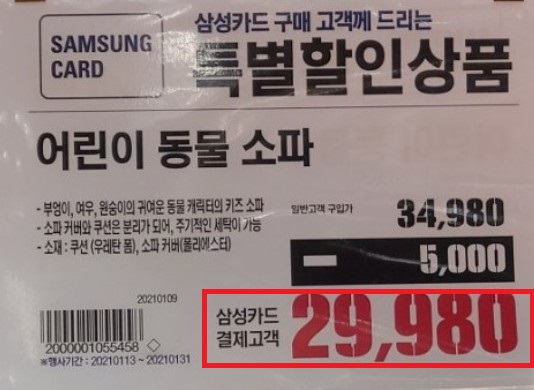 SAMSUNG
CARD
삼성카드 구매 고객께 드리는
특별할인상품
어린이 동물 소파
- 부엉이, 여우, 원숭이의 귀여운 동물 캐릭터의 키즈 소파
- 소파 커버와 쿠션은 분리가 되어, 주기적인 세탁이 가능
- 소재 : 쿠션 (우레탄 폼), 소파 커버(폴리에스터)
일반고객 구입가 34,980
- 5,000
20210109
삼성카드
결제고객 29,980
2000001055458 ◇
※행사기간 : 20210113 ~ 20210131